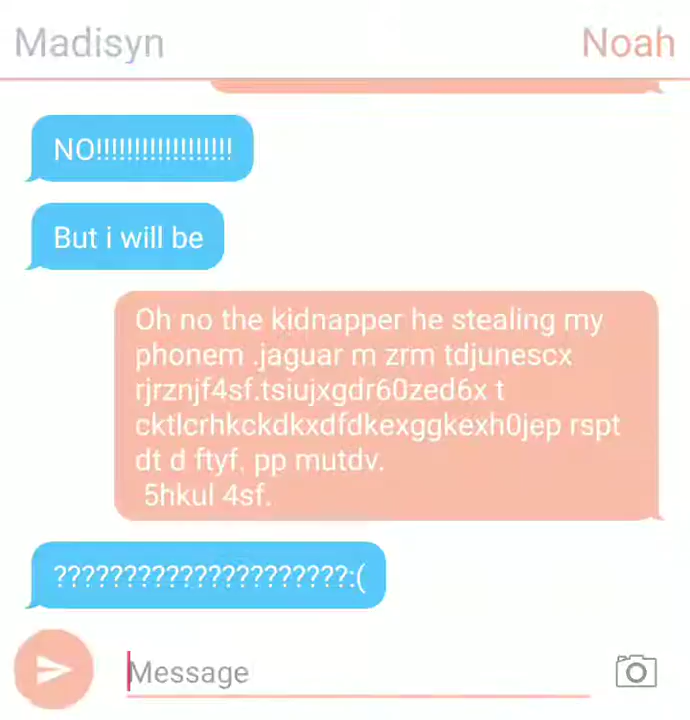 Madisyn Noah
NO!!!!!!!!!!!!!!!!!!
But i will be
Oh no the kidnapper he stealing my
phonem .jaguar m zrm tdjunescx
rjrznjf4sf.tsiujxgdr60zed6x t
cktlcrhkckdkxdfdkexggkexh0jep rspt
dt d ftyf, pp mutdv.
5hkul 4sf.
?????????????????????:(
Message